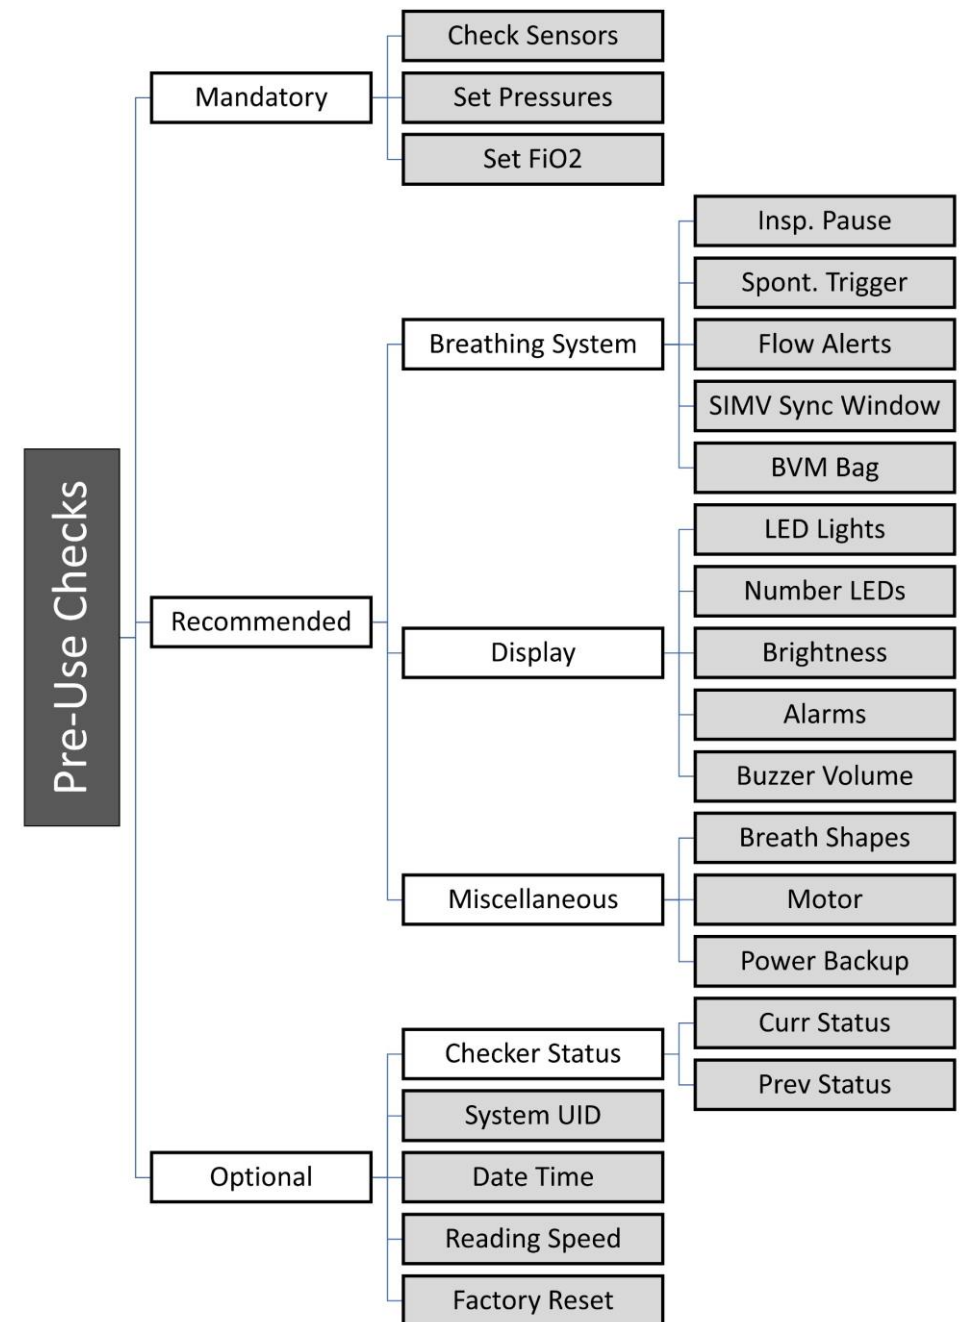 Pre-Use Checks
Mandatory
Check Sensors
Set Pressures
Set FiO2
Recommended
Breathing System
Insp. Pause
Spont. Trigger
Flow Alerts
SIMV Sync Window
BVM Bag
Display
LED Lights
Number LEDs
Brightness
Alarms
Buzzer Volume
Miscellaneous
Breath Shapes
Motor
Power Backup
Optional
Checker Status
Curr Status
Prev Status
System UID
Date Time
Reading Speed
Factory Reset